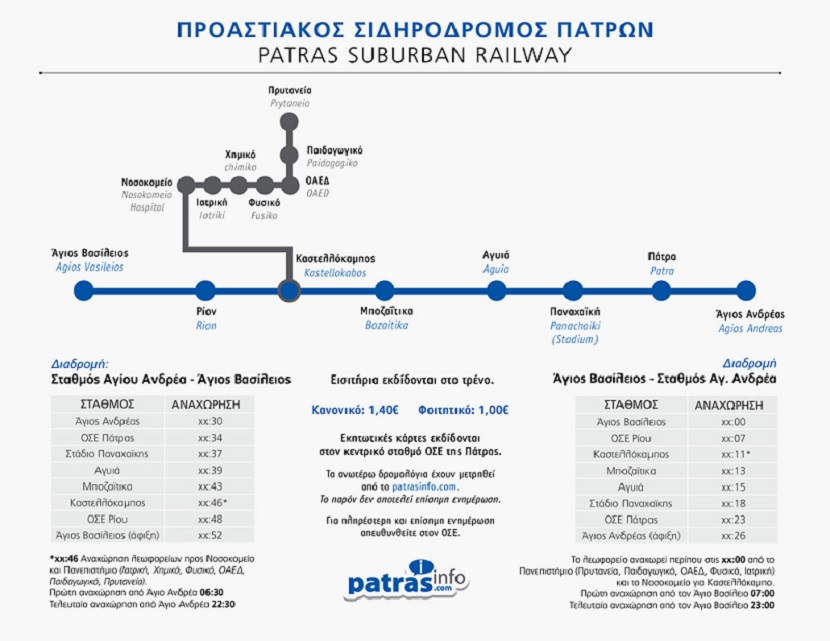 ΠΡΟΑΣΤΙΑΚΟΣ ΣΙΔΗΡΟΔΡΟΜΟΣ ΠΑΤΡΩΝ
PATRAS SUBURBAN RAILWAY
Πρυτανεία
Prytaneia
Παιδαγωγικό
Paidagogiko
Χημικό
chimiko
ΟΑΕΔ
OAED
Νοσοκομείο
Nosokomeio
Hospital
Ιατρική
Iatriki
Φυσικό
Fusiko
Άγιος Βασίλειος
Agios Vasileios
Καστελλόκαμπος
Kastellokabos
Αγυιά
Aguia
Πάτρα
Patra
Ρίον
Rion
Μποζαΐτικα
Bozaitika
Παναχαϊκή
Panachaiki
(Stadium)
Άγιος Ανδρέας
Agios Andreas
Διαδρομή:
Σταθμός Αγίου Ανδρέα - Άγιος Βασίλειος
ΣΤΑΘΜΟΣ ΑΝΑΧΩΡΗΣΗ
Άγιος Ανδρέας xx:30
ΟΣΕ Πάτρας xx:34
Στάδιο Παναχαϊκης xx:37
Αγυιά xx:39
Μποζαΐτικα xx:43
Καστελλόκαμπος xx:46*
ΟΣΕ Ρίου xx:48
Άγιος Βασίλειος (άφιξη) xx:52
*xx:46 Αναχώρηση λεωφορείων προς Νοσοκομείο
και Πανεπιστήμιο (Ιατρική, Χημικό, Φυσικό, ΟΑΕΔ,
Παιδαγωγικό, Πρυτανεία).
Πρώτη αναχώρηση από Άγιο Ανδρέα 06:30
Τελευταία αναχώρηση από Άγιο Ανδρέα 22:30
Εισιτήρια εκδίδονται στο τρένο.
Κανονικό: 1,40€ Φοιτητικό: 1,00€
Εκπτωτικές κάρτες εκδίδονται
στον κεντρικό σταθμό ΟΣΕ της Πάτρας.
Τα ανωτέρω δρομολόγια έχουν μετρηθεί
από το patrasinfo.com.
Το παρόν δεν αποτελεί επίσημη ενημέρωση.
Για πληρέστερη και επίσημη ενημέρωση
απευθυνθείτε στον ΟΣΕ.
patrasinfo
.com
Διαδρομή
Άγιος Βασίλειος - Σταθμός Αγ. Ανδρέα
ΣΤΑΘΜΟΣ ΑΝΑΧΩΡΗΣΗ
Άγιος Βασίλειος xx:00
ΟΣΕ Ρίου xx:07
Καστελλόκαμπος xx:11*
Μποζαΐτικα xx:13
Αγυιά xx:15
Στάδιο Παναχαϊκης xx:18
ΟΣΕ Πάτρας xx:23
Άγιος Ανδρέας (άφιξη) xx:26
Το λεωφορείο αναχωρεί περίπου στις xx:00 από το
Πανεπιστήμιο (Πρυτανεία, Παιδαγωγικό, ΟΑΕΔ, Φυσικό, Ιατρική)
και το Νοσοκομείο για Καστελλόκαμπο.
Πρώτη αναχώρηση από τον Άγιο Βασίλειο 07:00
Τελευταία αναχώρηση από τον Άγιο Βασίλειο 23:00